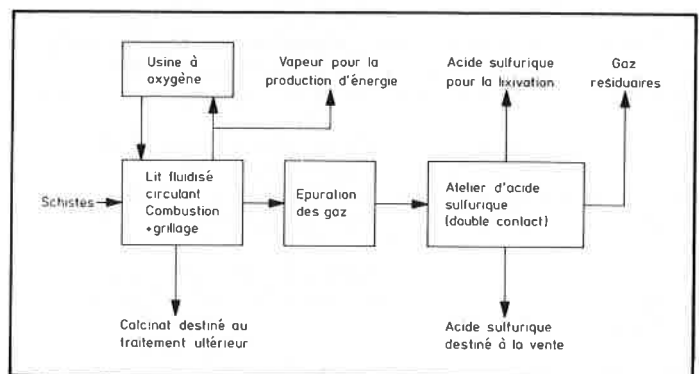 Usine à
oxygène
Vapeur pour la
production d'énergie
Acide sulfurique
pour la lixivation
Gaz
résiduaires
Schistes
Lit fluidisé
circulant
Combustion
+grillage
Epuration
des gaz
Atelier d'acide
sulfurique
(double contact)
Calcinat destiné au
traitement ultérieur
Acide sulfurique
destiné à la vente